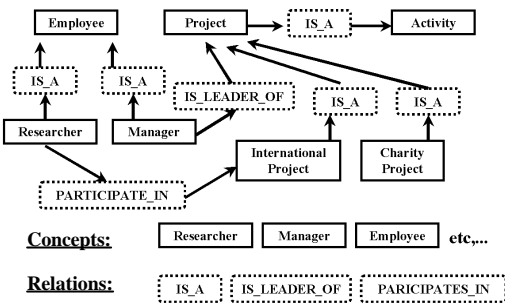 Employee Project IS_A Activity
IS_A IS_A IS_LEADER_OF IS_A IS_A
Researcher Manager
International
Project
Charity
Project
PARTICIPATE_IN
Concepts: Researcher Manager Employee etc,...
Relations: IS_A IS_LEADER_OF PARICIPATES_IN